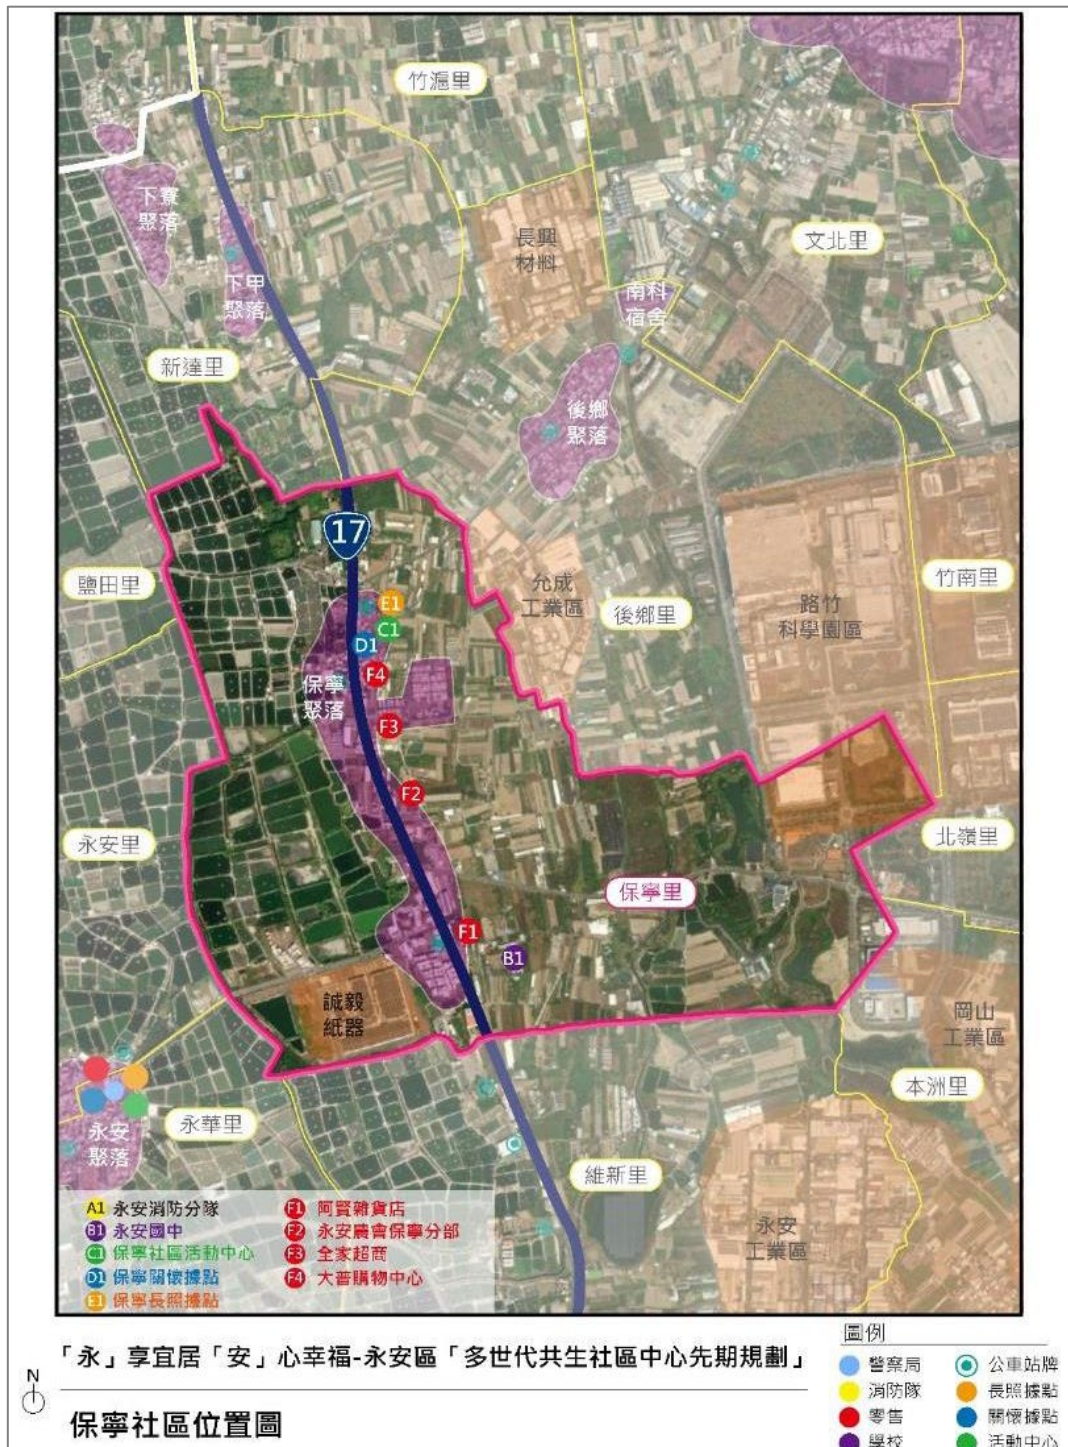 竹滬里
下寮
聚落
長興
材料
文北里
下甲
聚落
南科
宿舍
新達里
後鄉
聚落
17
鹽田里
允成
工業區
後鄉里
竹南里
路竹
科學園區
E1
C1
D1
F4
保寧
聚落
F3
F2
永安里
北嶺里
保寧里
F1
B1
誠毅
紙器
岡山
工業區
本洲里
永華里
永安
聚落
維新里
永安
工業區
A1 永安消防分隊
B1 永安國中
C1 保寧社區活動中心
D1 保寧關懷據點
E1 保寧長照據點
F1 阿賢雜貨店
F2 永安農會保寧分部
F3 全家超商
F4 大普購物中心
「永」享宜居「安」心幸福-永安區「多世代共生社區中心先期規劃」
N
保寧社區位置圖
圖例
警察局
消防隊
零售
學校
公車站牌
長照據點
關懷據點
活動中心